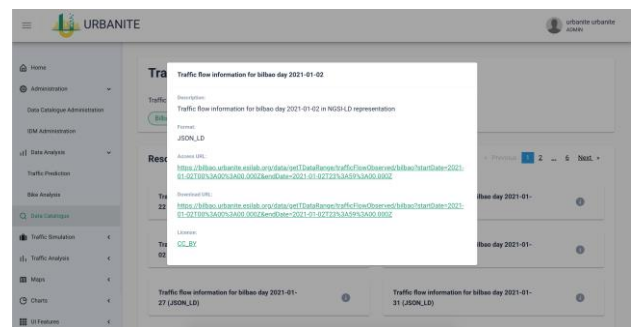 URBANITE
urbanite urbanite
ADMIN
Home
Administration
Data Catalogue Administration
IDM Administration
Data Analysis
Traffic Prediction
Bike Analysis
Data Catalogue
Traffic Simulation
Traffic Analysis
Maps
Charts
UI Features
Tra
Traffic
Bilb
Reso
Previous 1 2 ... 6 Next
Traffic flow information for bilbao day 2021-01-02
Description:
Traffic flow information for bilbao day 2021-01-02 in NGSI-LD representation
Format:
JSON_LD
Access URL:
https://bilbao.urbanite.esilab.org/data/getTDataRange/trafficFlowObserved/bilbao?startDate=2021-
01-02T00%3A00%3A00.000Z&endDate=2021-01-02T23%3A59%3A00.000Z
Download URL:
https://bilbao.urbanite.esilab.org/data/getTDataRange/trafficFlowObserved/bilbao?startDate=2021-
01-02T00%3A00%3A00.000Z&endDate=2021-01-02T23%3A59%3A00.000Z
Licence:
CC_BY
Tra
22
ilbao day 2021-01-
Tra
02
ilbao day 2021-01-
Traffic flow information for bilbao day 2021-01-
27 (JSON_LD)
Traffic flow information for bilbao day 2021-01-
31 (JSON_LD)